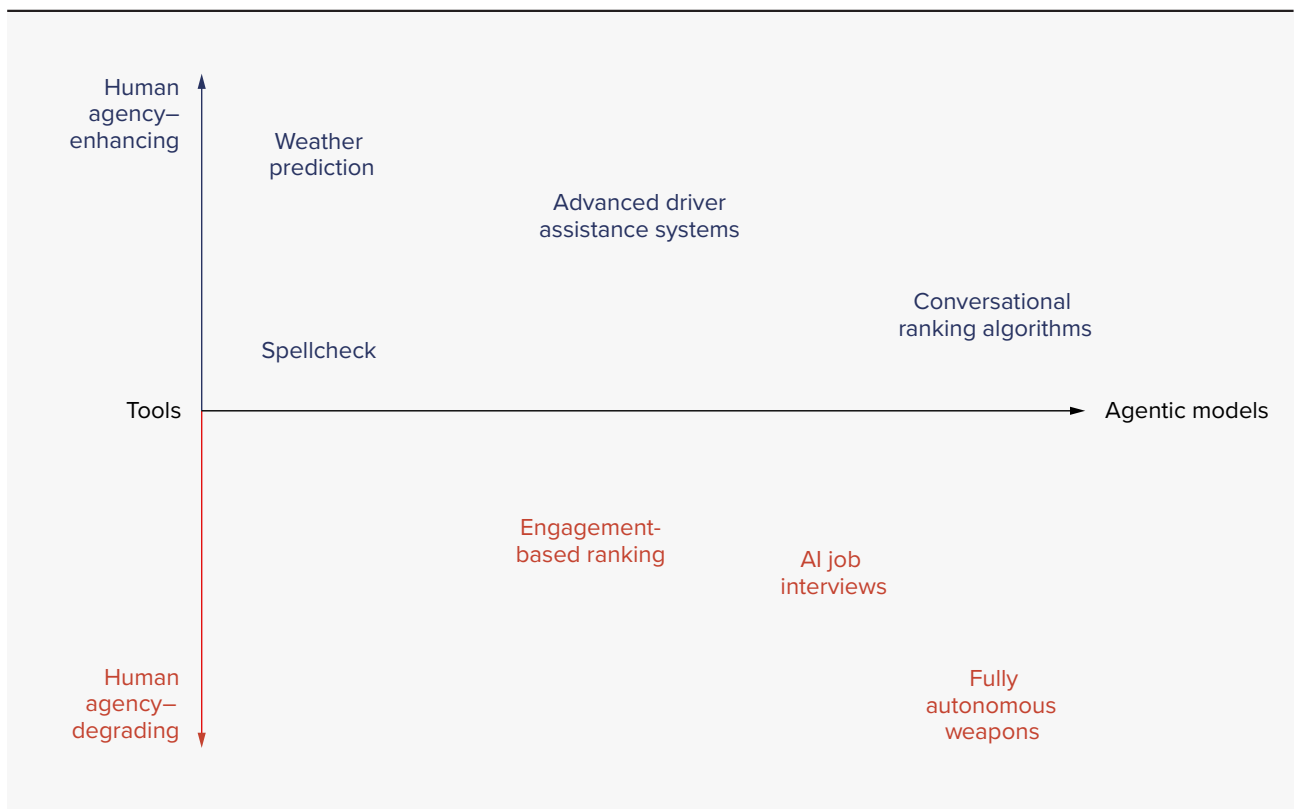 Human
agency–
enhancing
Weather
prediction
Advanced driver
assistance systems
Conversational
ranking algorithms
Spellcheck
Tools
Agentic models
Engagement-
based ranking
AI job
interviews
Human
agency–
degrading
Fully
autonomous
weapons